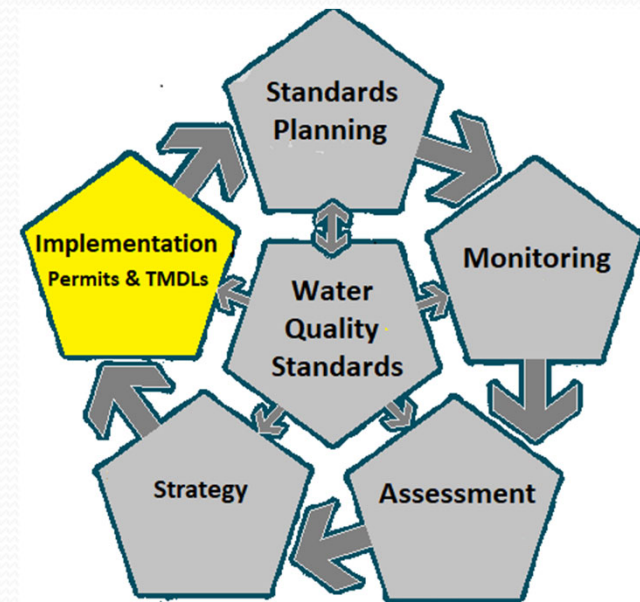 Standards
Planning
Implementation
Permits & TMDLs
Monitoring
Water
Quality
Standards
Strategy
Assessment